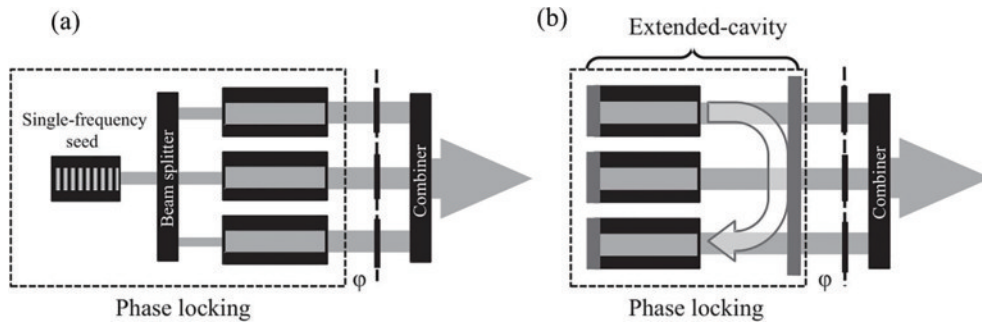 (a)
Single-frequency
seed
Beam splitter
Combiner
φ
Phase locking
(b)
Extended-cavity
Combiner
φ
Phase locking